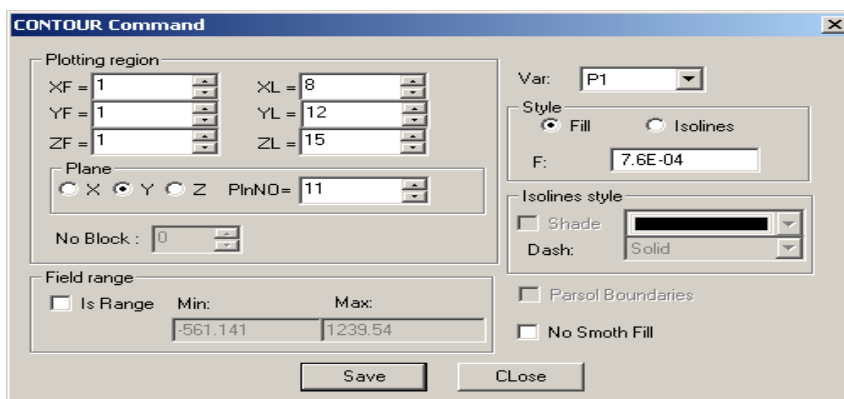 CONTOUR Command
Plotting region
XF = 1 XL = 8
YF = 1 YL = 12
ZF = 1 ZL = 15
Plane
X Y Z PlnNO= 11
No Block : 0
Var: P1
Style
Fill Isolines
F: 7.6E-04
Isolines style
Shade
Dash: Solid
Field range
Is Range Min: Max:
-561.141 1239.54
Parsol Boundaries
No Smoth Fill
Save CLose